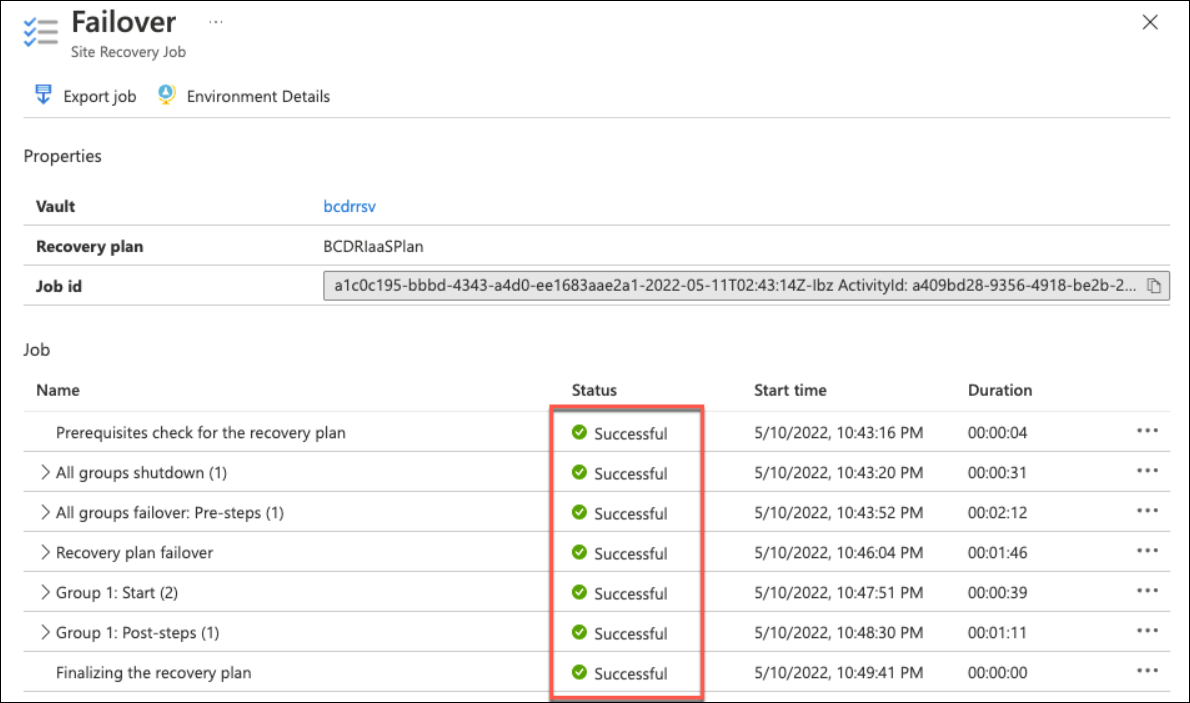 Failover ...
Site Recovery Job
Export job Environment Details
Properties
Vault bcdrrsv
Recovery plan BCDRIaaSPlan
Job id a1c0c195-bbbd-4343-a4d0-ee1683aae2a1-2022-05-11T02:43:14Z-Ibz ActivityId: a409bd28-9356-4918-be2b-2...
Job
Name Status Start time Duration
Prerequisites check for the recovery plan Successful 5/10/2022, 10:43:16 PM 00:00:04 ...
All groups shutdown (1) Successful 5/10/2022, 10:43:20 PM 00:00:31 ...
All groups failover: Pre-steps (1) Successful 5/10/2022, 10:43:52 PM 00:02:12 ...
Recovery plan failover Successful 5/10/2022, 10:46:04 PM 00:01:46 ...
Group 1: Start (2) Successful 5/10/2022, 10:47:51 PM 00:00:39 ...
Group 1: Post-steps (1) Successful 5/10/2022, 10:48:30 PM 00:01:11 ...
Finalizing the recovery plan Successful 5/10/2022, 10:49:41 PM 00:00:00 ...